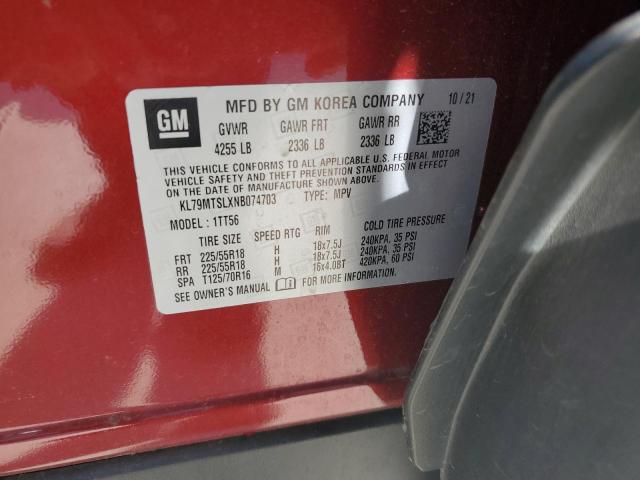 GM
MFD BY GM KOREA COMPANY 10/21
GVWR GAWR FRT GAWR RR
4255 LB 2336 LB 2336 LB
THIS VEHICLE CONFORMS TO ALL APPLICABLE U.S. FEDERAL MOTOR
VEHICLE SAFETY AND THEFT PREVENTION STANDARDS IN EFFECT
ON THE DATE OF MANUFACTURE SHOWN ABOVE.
KL79MTSLXNB074703 TYPE: MPV
MODEL: 1TT56
TIRE SIZE SPEED RTG RIM COLD TIRE PRESSURE
FRT 225/55R18 H 18x7.5J 240KPA, 35 PSI
RR 225/55R18 H 18x7.5J 240KPA, 35 PSI
SPA T125/70R16 M 16x4.0BT 420KPA, 60 PSI
SEE OWNER'S MANUAL FOR MORE INFORMATION.